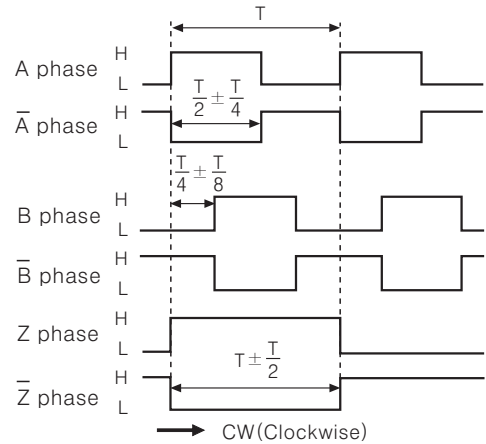 T
A phase H
L
A̅ phase H
L
T/2 ± T/4
T/4 ± T/8
B phase H
L
B̅ phase H
L
Z phase H
L
Z̅ phase H
L
T ± T/2
CW(Clockwise)